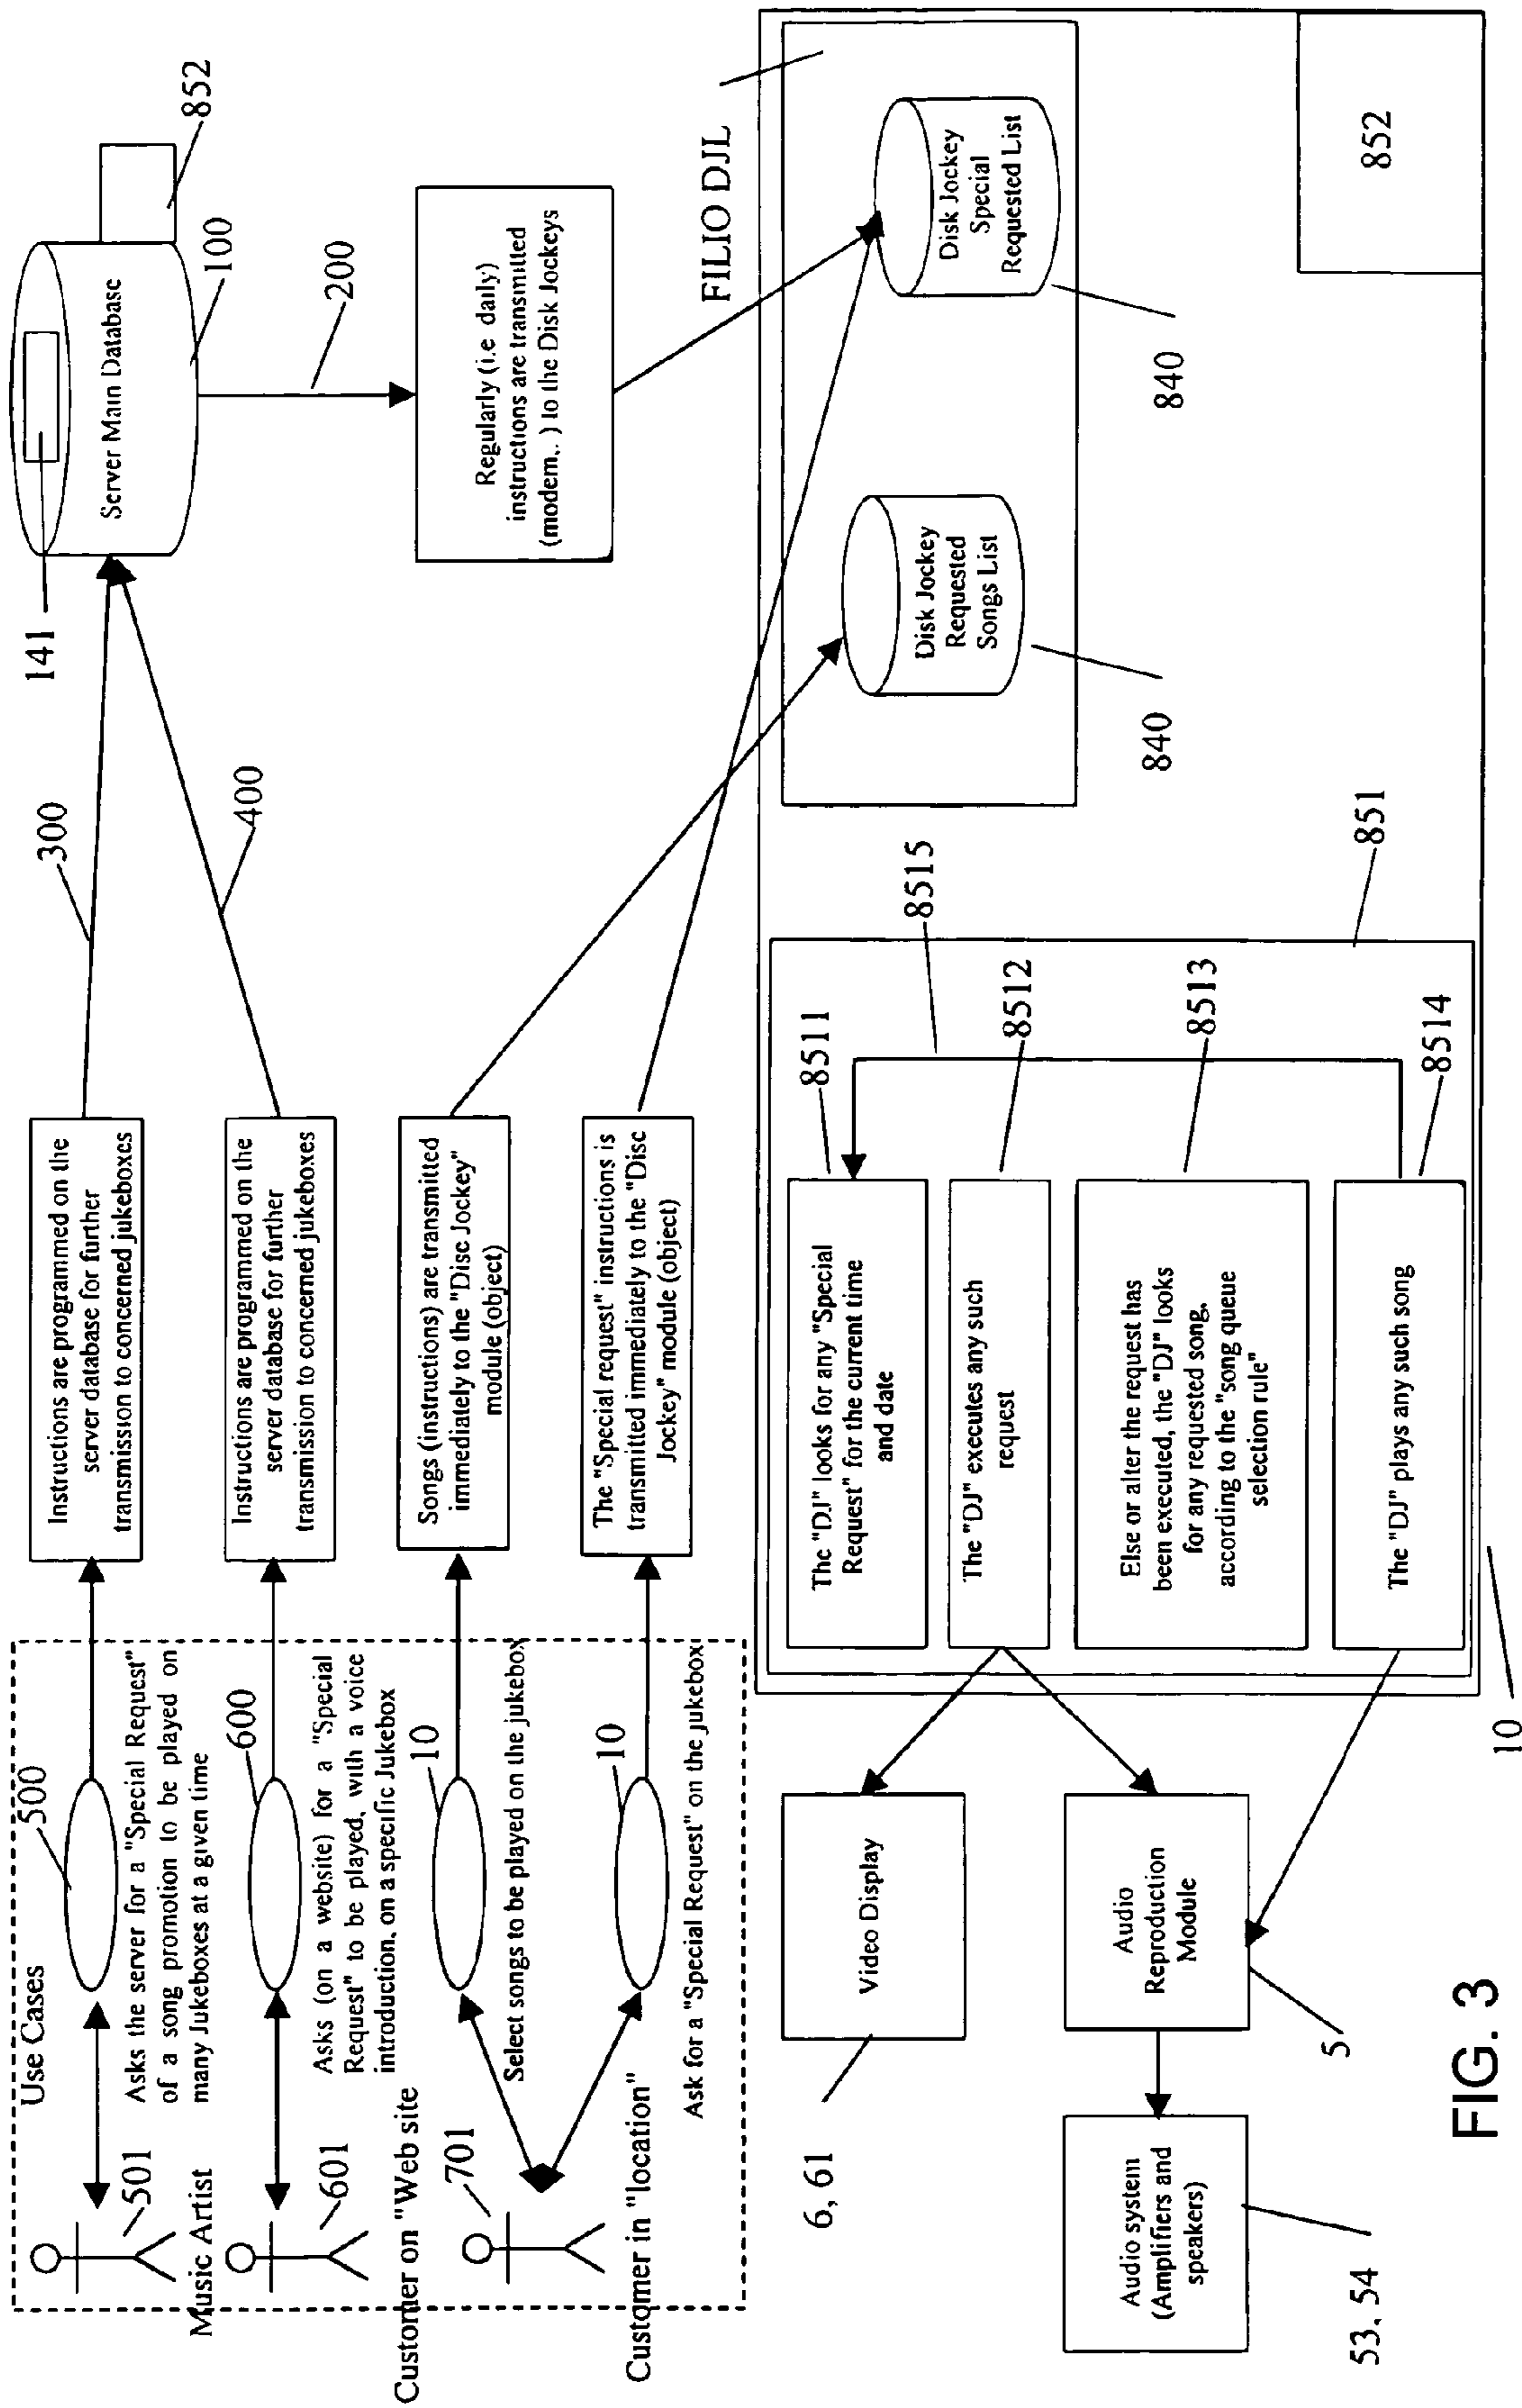 Use Cases
500
501
Music Artist
Asks the server for a "Special Request"
of a song promotion to be played on
many Jukeboxes at a given time
Instructions are programmed on the
server database for further
transmission to concerned jukeboxes
300
141
Server Main Database
852
100
600
601
Customer on "Web site
Asks (on a website) for a "Special
Request" to be played, with a voice
introduction, on a specific Jukebox
Instructions are programmed on the
server database for further
transmission to concerned jukeboxes
400
200
Regularly (i.e daily)
instructions are transmitted
(modem,. ) to the Disk Jockeys
701
Customer in "location"
10
Select songs to be played on the jukebox
Songs (instructions) are transmitted
immediately to the "Disc Jockey"
module (object)
10
Ask for a "Special Request" on the jukebox
The "Special request" instructions is
transmitted immediately to the "Disc
Jockey" module (object)
FILIO DJL
Disk Jockey
Requested
Songs List
840
Disk Jockey
Special
Requested List
840
852
6, 61
Video Display
The "DJ" looks for any "Special
Request" for the current time
and date
8511
8515
The "DJ" executes any such
request
8512
Else or alter the request has
been executed, the "DJ" looks
for any requested song,
according to the "song queue
selection rule"
8513
851
The "DJ" plays any such song
8514
Audio
Reproduction
Module
5
Audio system
(Amplifiers and
speakers)
53, 54
10
FIG. 3